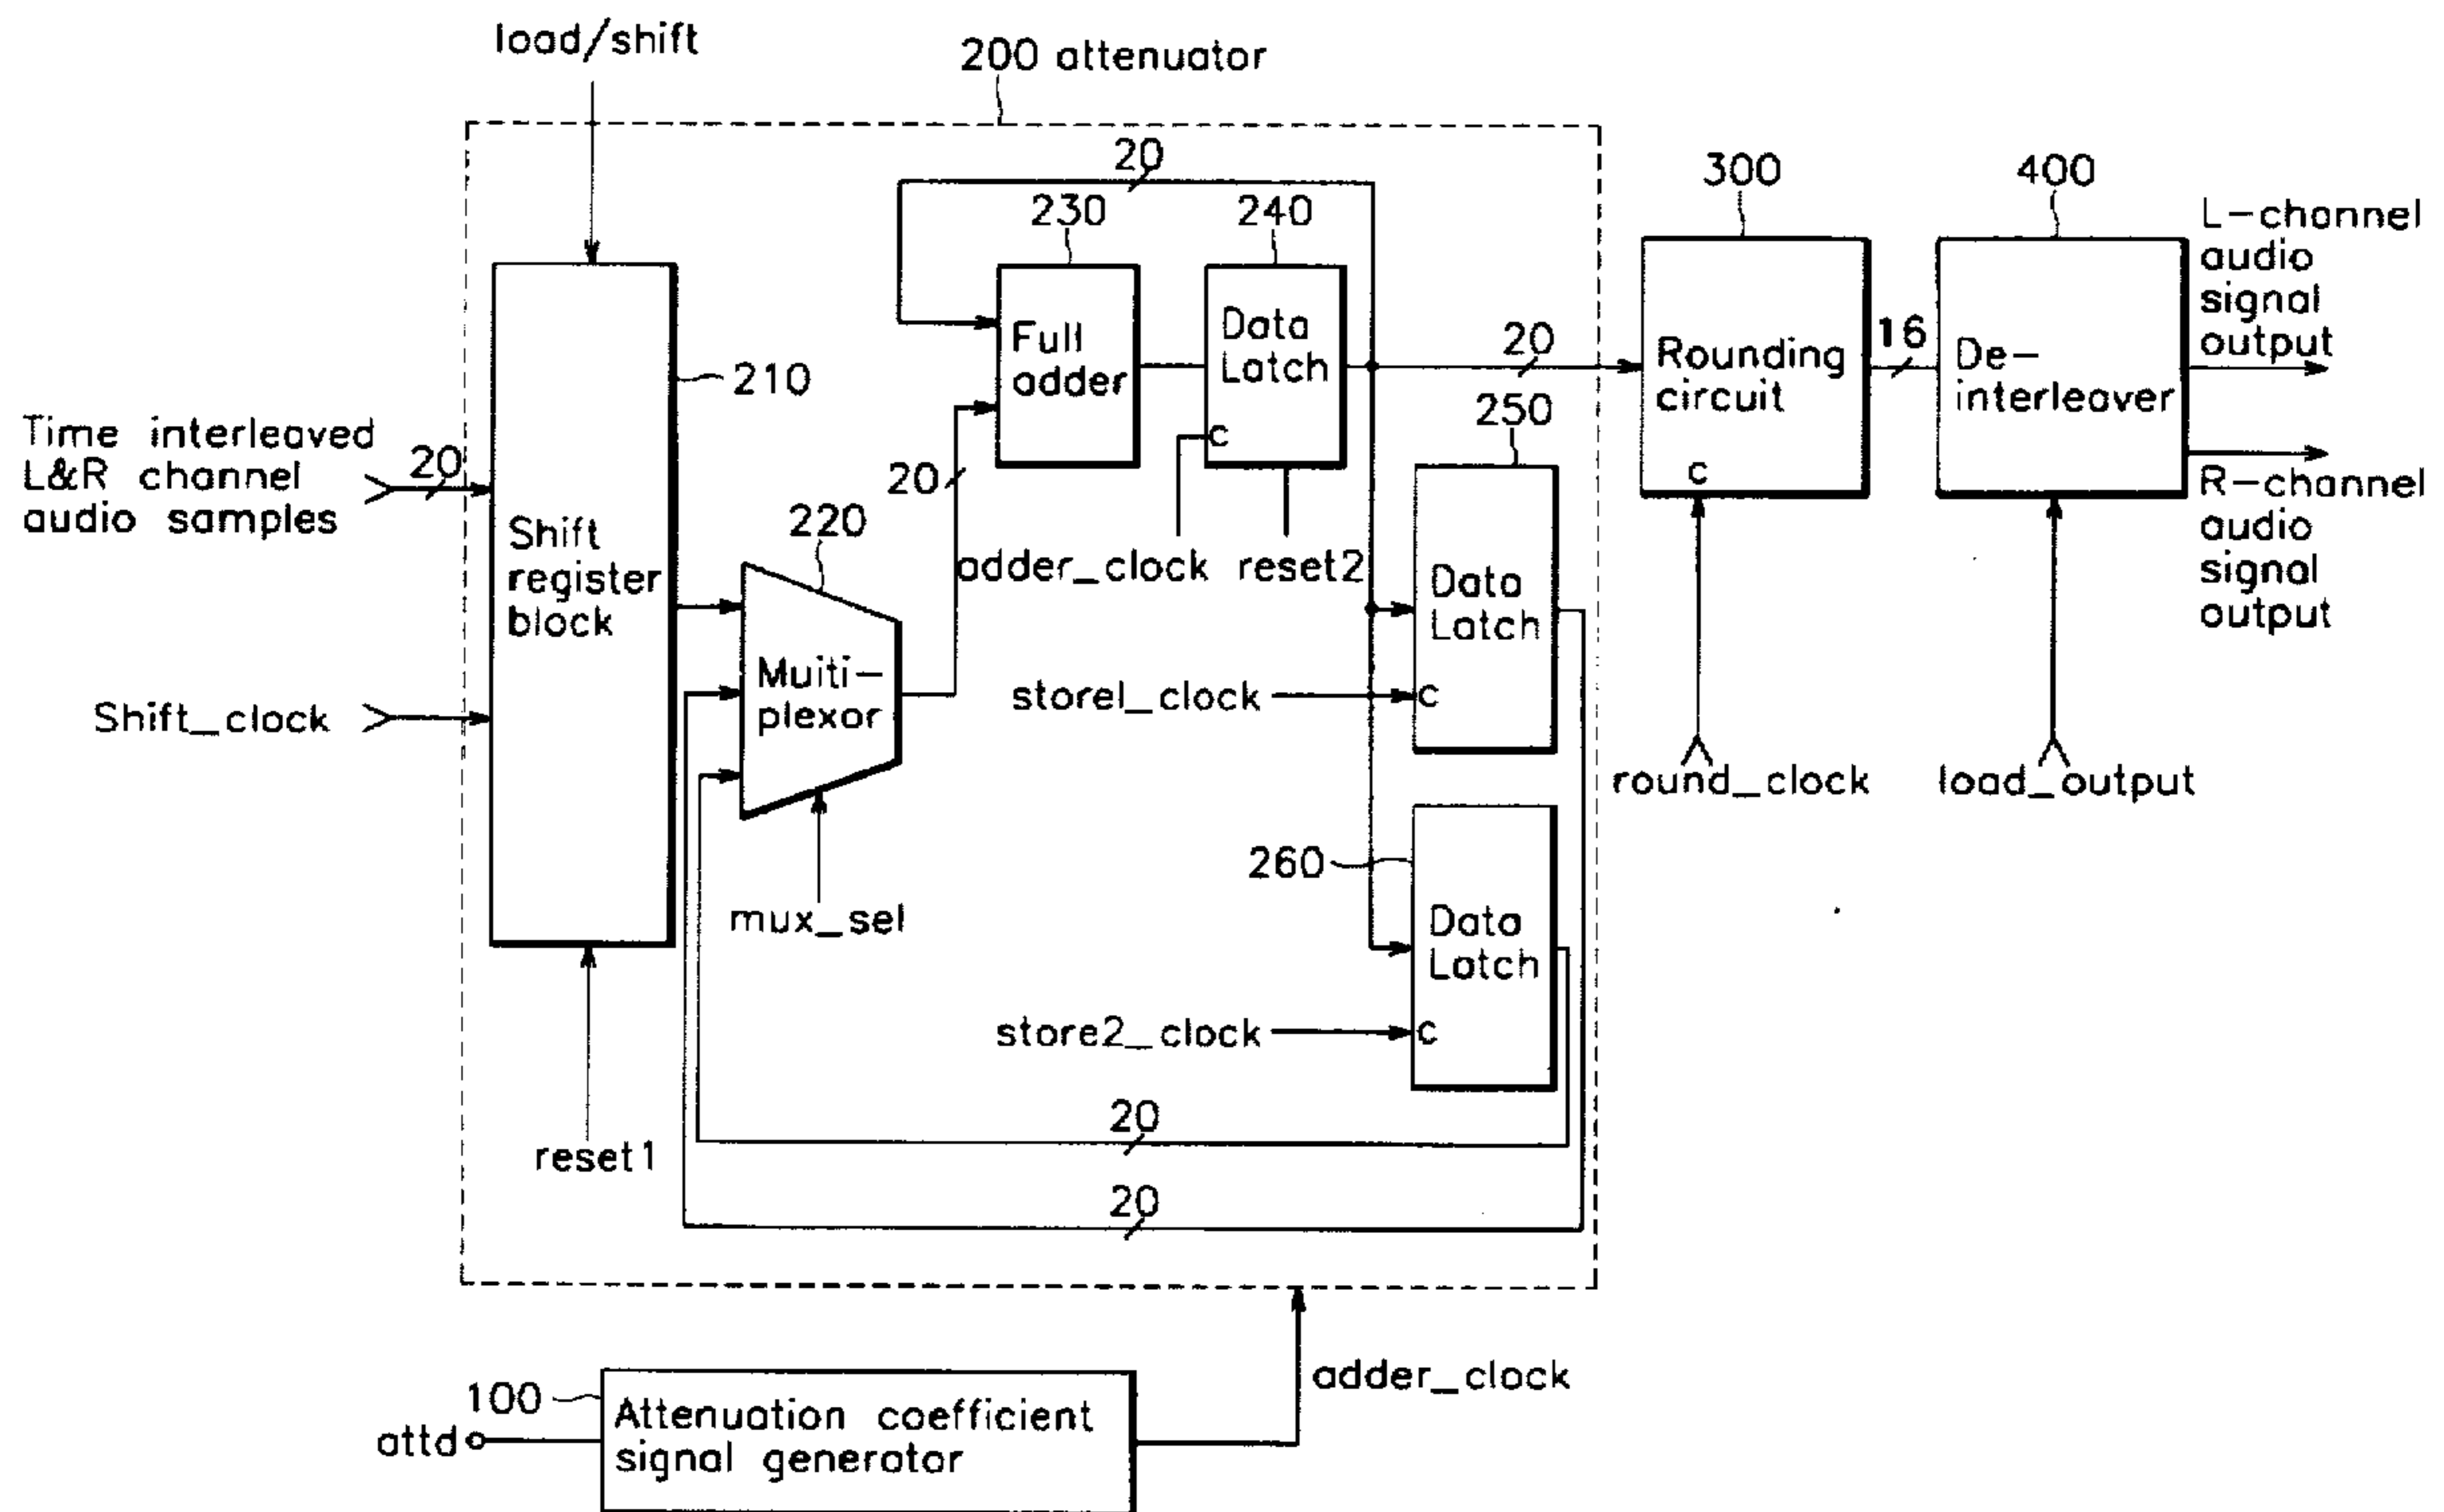 load/shift
200 attenuator
20
300
400
230
240
L-channel
audio
signal
output
Full
adder
Data
Latch
20
Rounding
circuit
16
De-
interleaver
210
c
250
c
R-channel
audio
signal
output
Time interleaved
L&R channel
audio samples
20
20
Shift
register
block
220
adder_clock
reset2
Data
Latch
Muiti-
plexor
store1_clock
c
Shift_clock
round_clock
load_output
260
mux_sel
Data
Latch
store2_clock
c
20
reset1
20
adder_clock
100
attd
Attenuation coefficient
signal generator